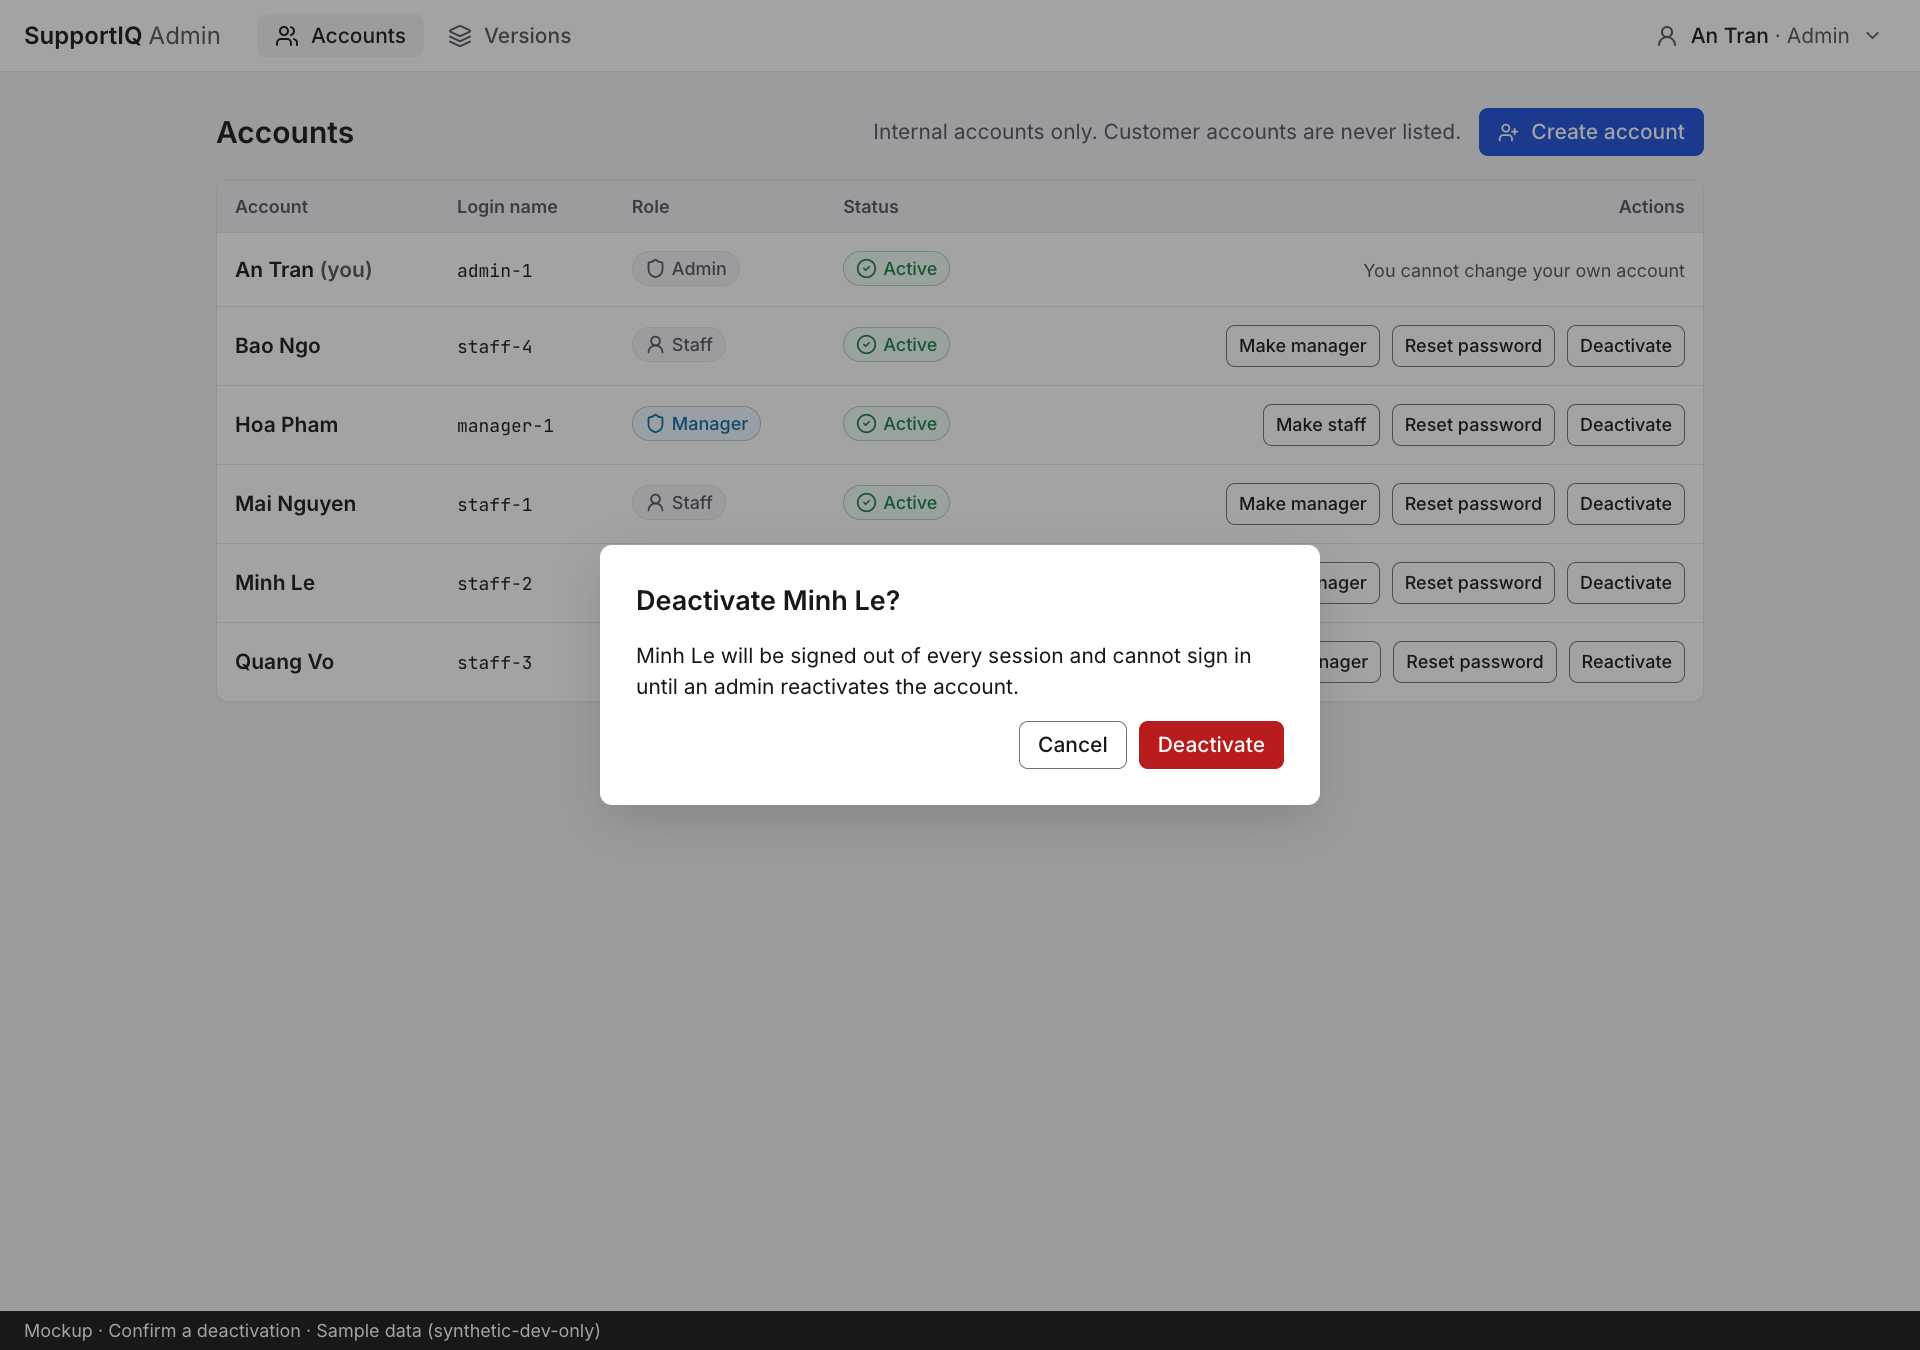 SupportIQ Admin
Accounts
Versions
An Tran · Admin
Accounts
Internal accounts only. Customer accounts are never listed.
Create account
Account Login name Role Status Actions
An Tran (you) admin-1 Admin Active You cannot change your own account
Bao Ngo staff-4 Staff Active Make manager Reset password Deactivate
Hoa Pham manager-1 Manager Active Make staff Reset password Deactivate
Mai Nguyen staff-1 Staff Active Make manager Reset password Deactivate
Minh Le staff-2 Reset password Deactivate
Quang Vo staff-3 Reset password Reactivate
Deactivate Minh Le?
Minh Le will be signed out of every session and cannot sign in
until an admin reactivates the account.
Cancel
Deactivate
Mockup · Confirm a deactivation · Sample data (synthetic-dev-only)